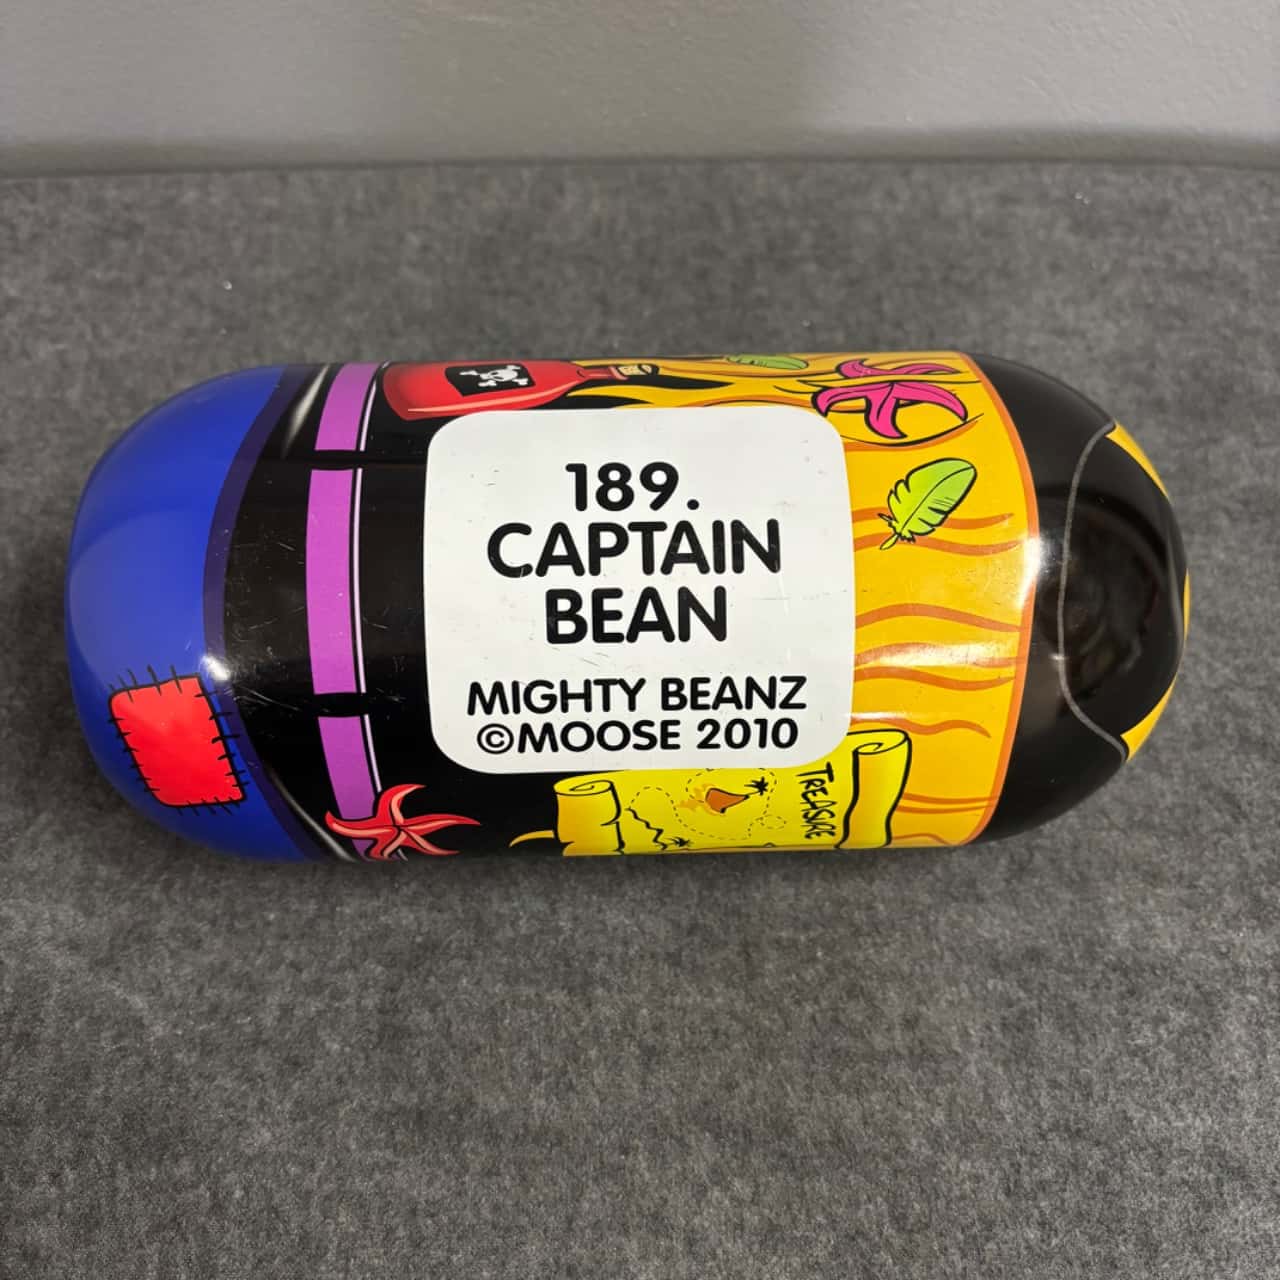 189.
CAPTAIN
BEAN
MIGHTY BEANZ
©MOOSE 2010
TREASURE